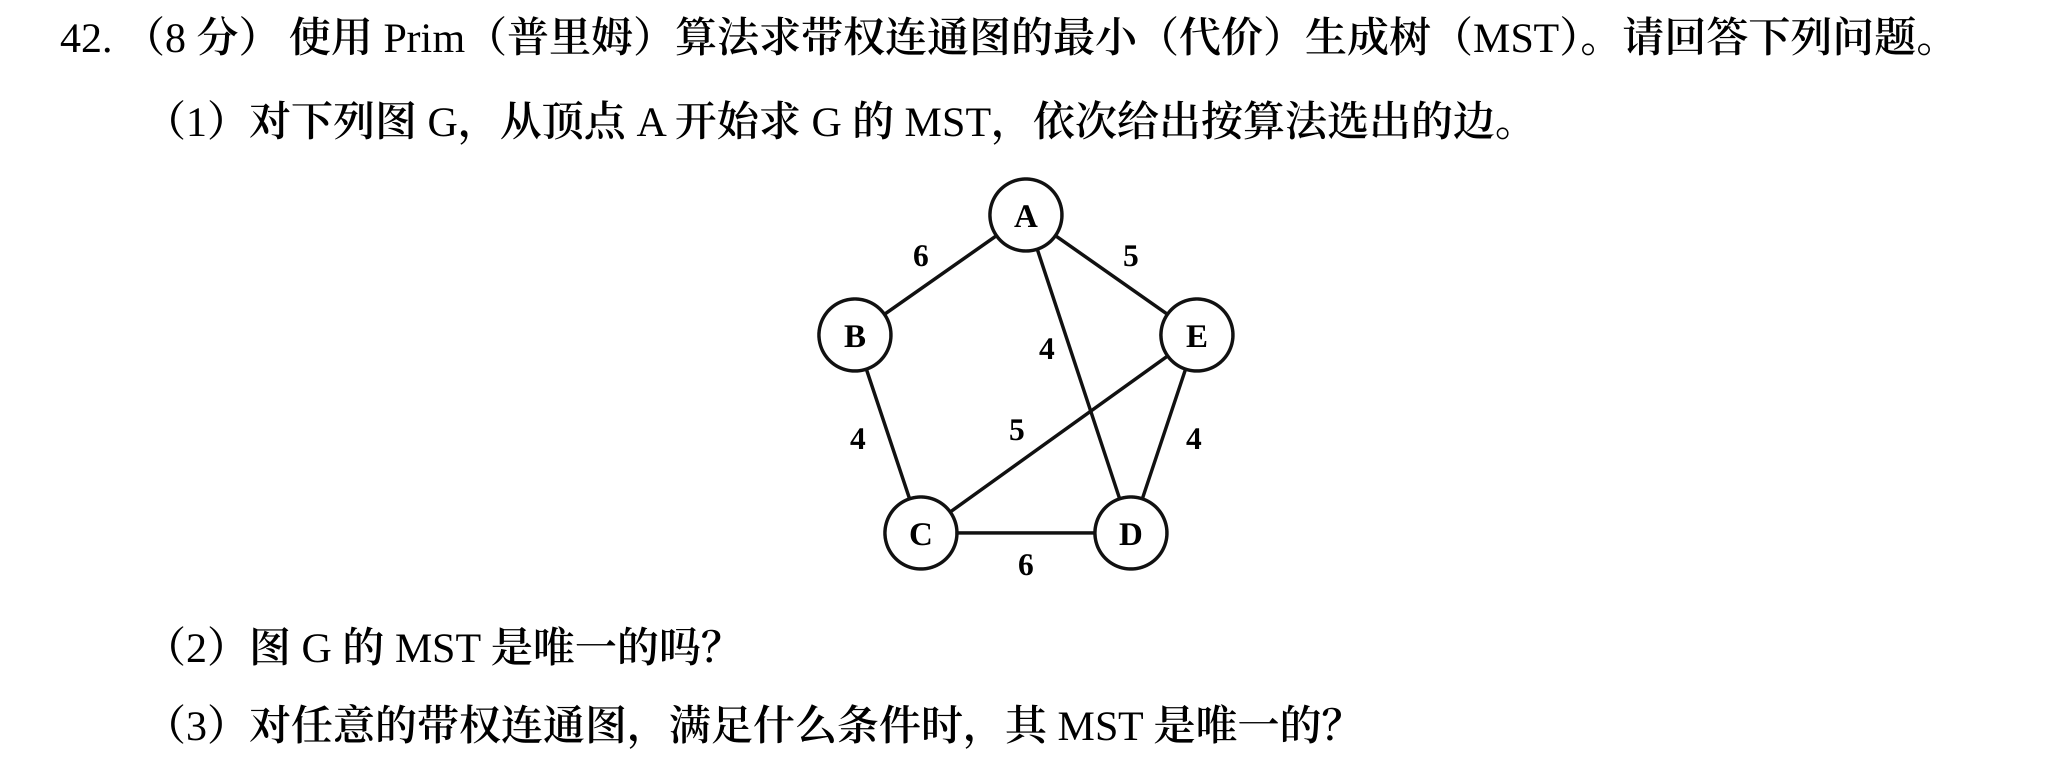 42. （8 分） 使用 Prim（普里姆）算法求带权连通图的最小（代价）生成树（MST）。请回答下列问题。
（1）对下列图 G，从顶点 A 开始求 G 的 MST，依次给出按算法选出的边。
A
6
5
B
E
4
5
4
4
C
D
6
（2）图 G 的 MST 是唯一的吗？
（3）对任意的带权连通图，满足什么条件时，其 MST 是唯一的？